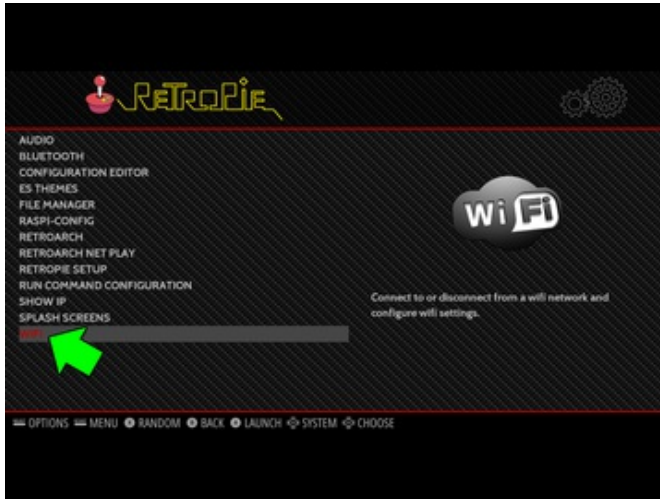 RetroPie
AUDIO
BLUETOOTH
CONFIGURATION EDITOR
ES THEMES
FILE MANAGER
RASPI-CONFIG
RETROARCH
RETROARCH NET PLAY
RETROPIE SETUP
RUN COMMAND CONFIGURATION
SHOW IP
SPLASH SCREENS
WIFI
Wi Fi
Connect to or disconnect from a wifi network and
configure wifi settings.
OPTIONS MENU RANDOM BACK LAUNCH SYSTEM CHOOSE